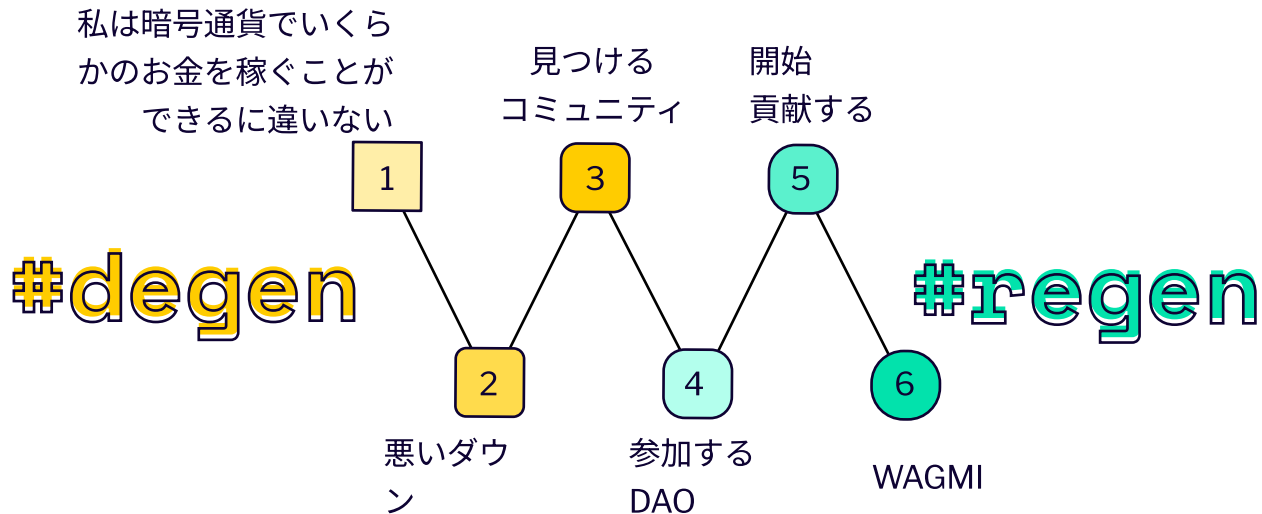 私は暗号通貨でいくら
かのお金を稼ぐことが
できるに違いない
見つける
コミュニティ
開始
貢献する
1
3
5
#degen
#regen
2
4
6
悪いダウ
ン
参加する
DAO
WAGMI